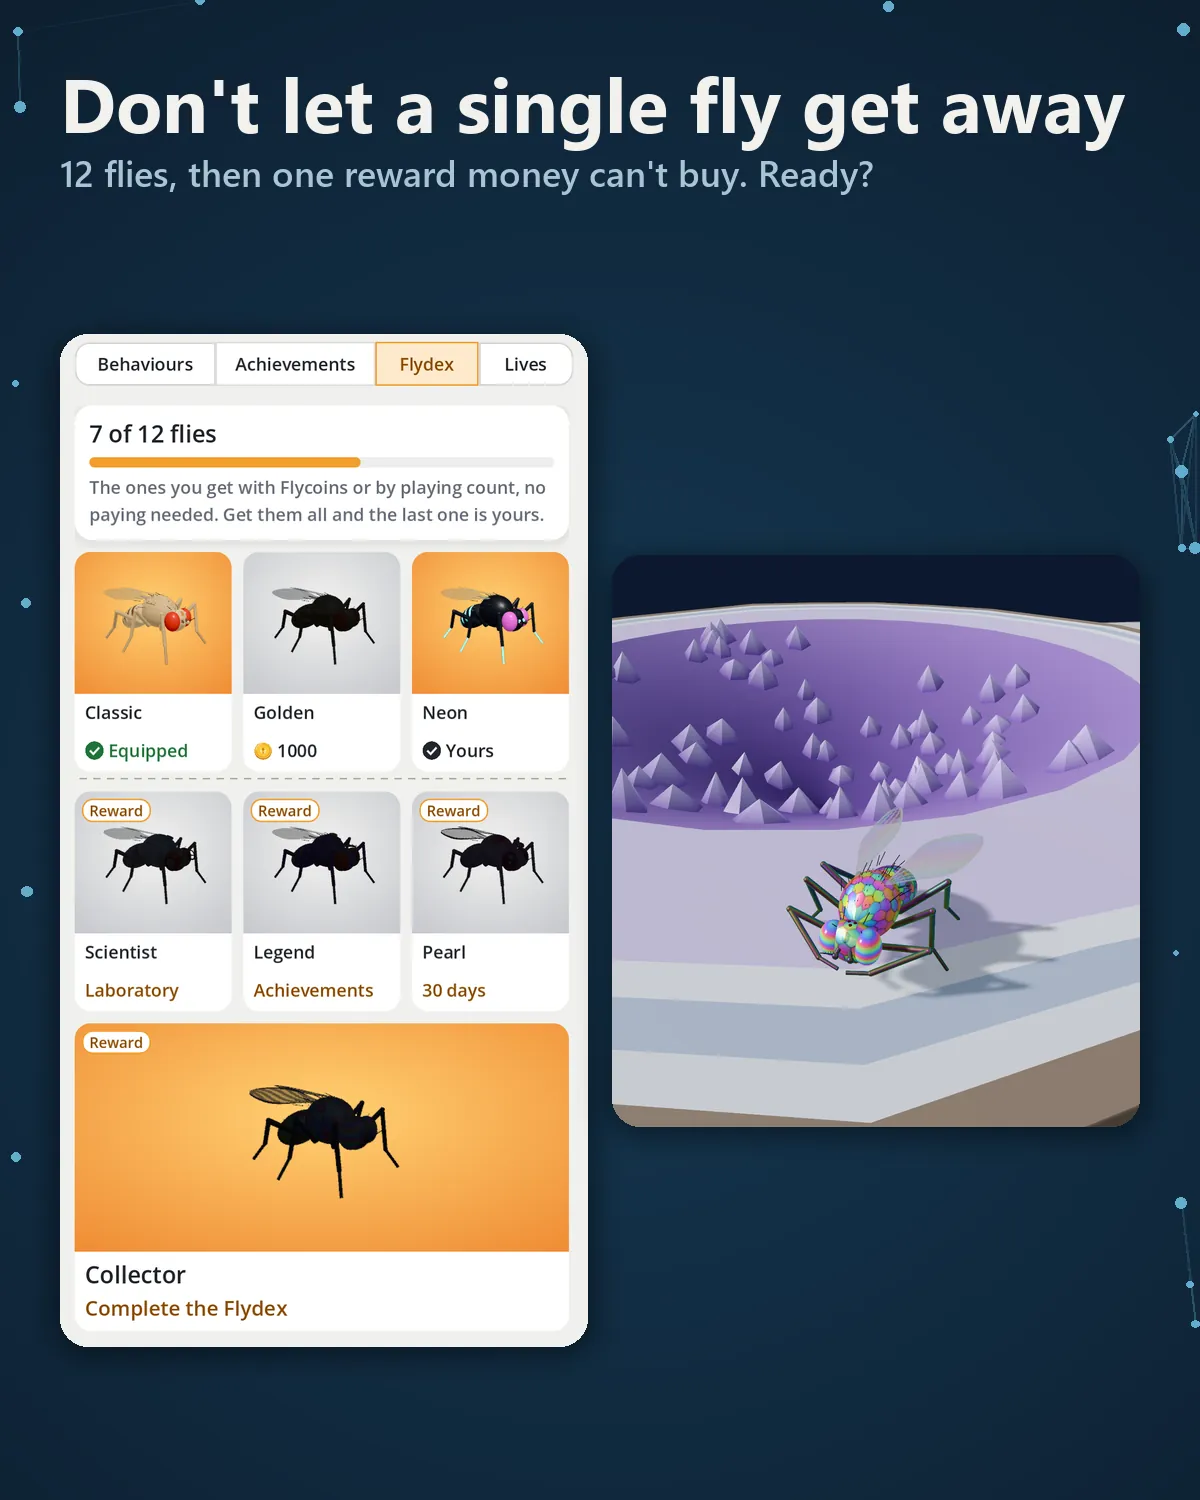 Don't let a single fly get away
12 flies, then one reward money can't buy. Ready?
Behaviours
Achievements
Flydex
Lives
7 of 12 flies
The ones you get with Flycoins or by playing count, no
paying needed. Get them all and the last one is yours.
Classic
Golden
Neon
Equipped
1000
Yours
Reward
Reward
Reward
Scientist
Legend
Pearl
Laboratory
Achievements
30 days
Reward
Collector
Complete the Flydex